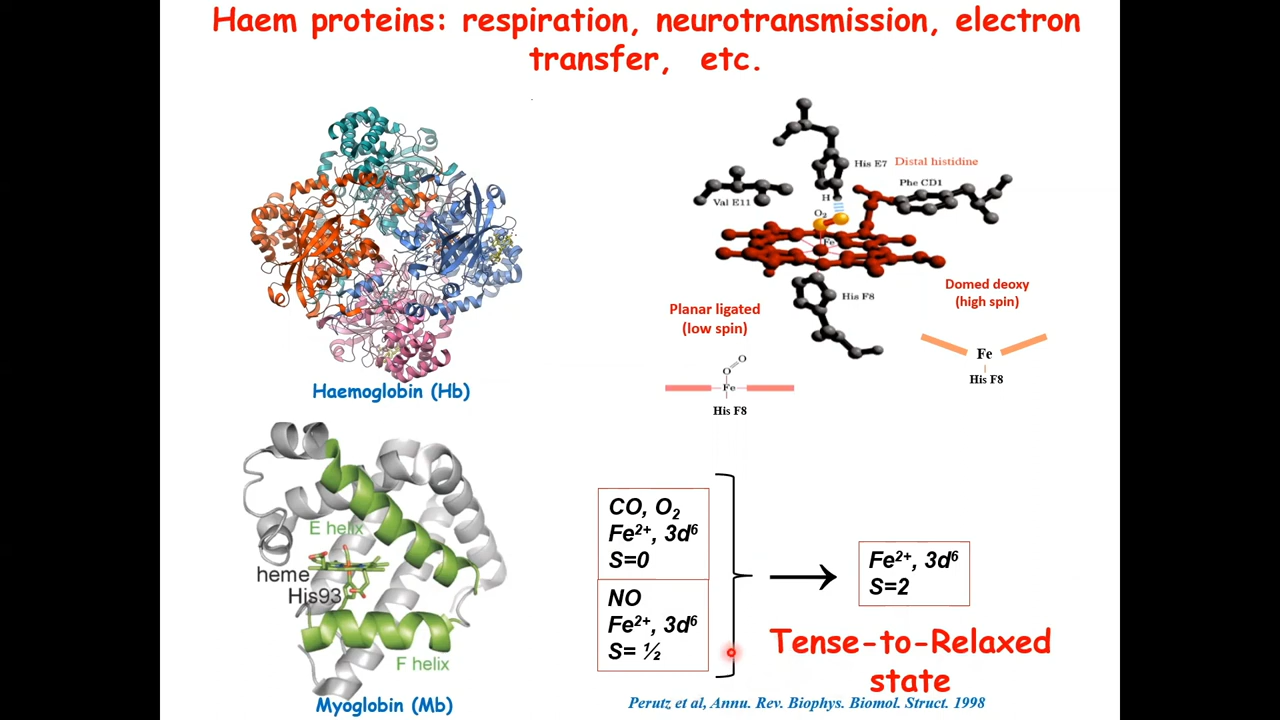 Haem proteins: respiration, neurotransmission, electron
transfer, etc.
His E7
Distal histidine
Phe CD1
Val E11
H
O₂
Fe
His F8
Haemoglobin (Hb)
Planar ligated
(low spin)
O
O
Fe
His F8
Domed deoxy
(high spin)
Fe
His F8
E helix
heme
His93
F helix
Myoglobin (Mb)
CO, O₂
Fe²⁺, 3d⁶
S=0
NO
Fe²⁺, 3d⁶
S= ½
Fe²⁺, 3d⁶
S=2
Tense-to-Relaxed
state
Perutz et al, Annu. Rev. Biophys. Biomol. Struct. 1998